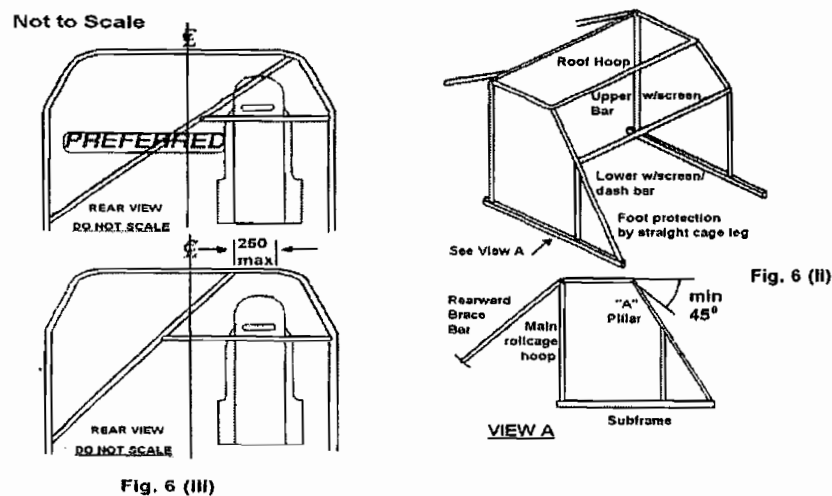 Not to Scale
℄
PREFERRED
REAR VIEW
DO NOT SCALE
℄
250
max
REAR VIEW
DO NOT SCALE
Fig. 6 (III)
Roof Hoop
Upper w/screen
Bar
Lower w/screen/
dash bar
Foot protection
by straight cage leg
See View A
Fig. 6 (II)
Rearward
Brace
Bar
Main
rollcage
hoop
"A"
Pillar
min
45⁰
Subframe
VIEW A